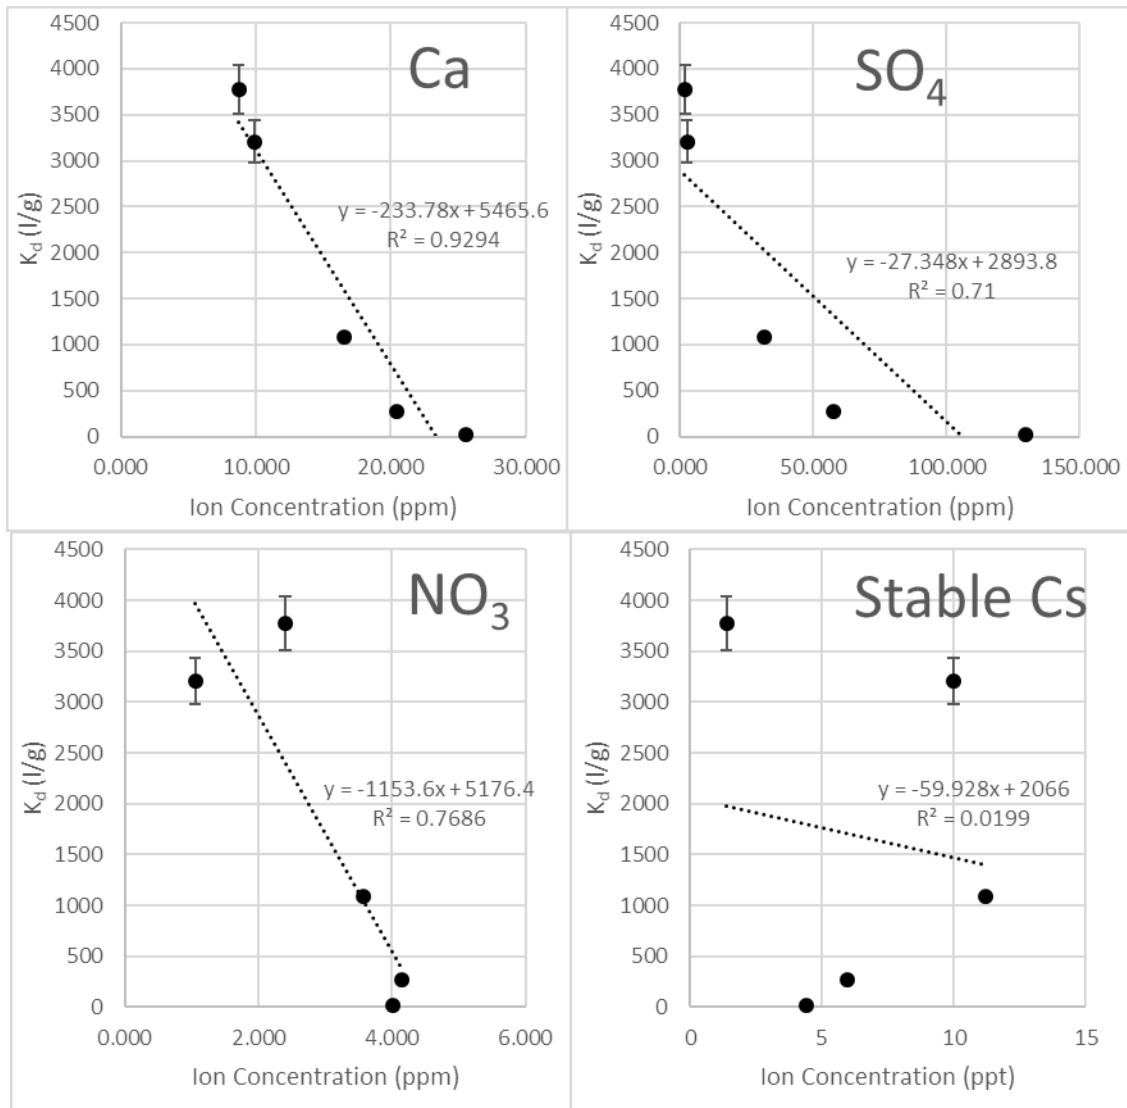 Ca
4500
4000
3500
3000
2500
2000
1500
1000
500
0
K_d (l/g)
y = -233.78x + 5465.6
R² = 0.9294
0.000 10.000 20.000 30.000
Ion Concentration (ppm)
SO₄
4500
4000
3500
3000
2500
2000
1500
1000
500
0
K_d (l/g)
y = -27.348x + 2893.8
R² = 0.71
0.000 50.000 100.000 150.000
Ion Concentration (ppm)
NO₃
4500
4000
3500
3000
2500
2000
1500
1000
500
0
K_d (l/g)
y = -1153.6x + 5176.4
R² = 0.7686
0.000 2.000 4.000 6.000
Ion Concentration (ppm)
Stable Cs
4500
4000
3500
3000
2500
2000
1500
1000
500
0
K_d (l/g)
y = -59.928x + 2066
R² = 0.0199
0 5 10 15
Ion Concentration (ppt)